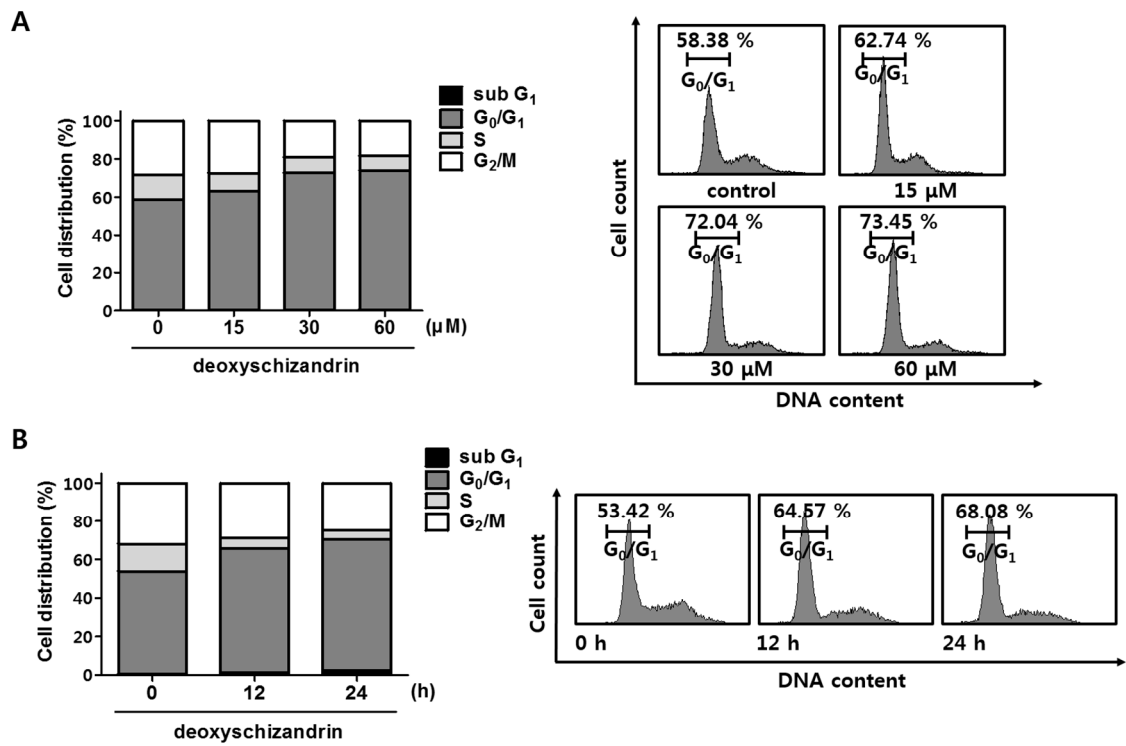 A
100
80
60
40
20
0
Cell distribution (%)
0 15 30 60 (µM)
deoxyschizandrin
sub G₁
G₀/G₁
S
G₂/M
Cell count
58.38 %
G₀/G₁
control
62.74 %
G₀/G₁
15 µM
72.04 %
G₀/G₁
30 µM
73.45 %
G₀/G₁
60 µM
DNA content
B
100
80
60
40
20
0
Cell distribution (%)
0 12 24 (h)
deoxyschizandrin
sub G₁
G₀/G₁
S
G₂/M
Cell count
53.42 %
G₀/G₁
0 h
64.57 %
G₀/G₁
12 h
68.08 %
G₀/G₁
24 h
DNA content